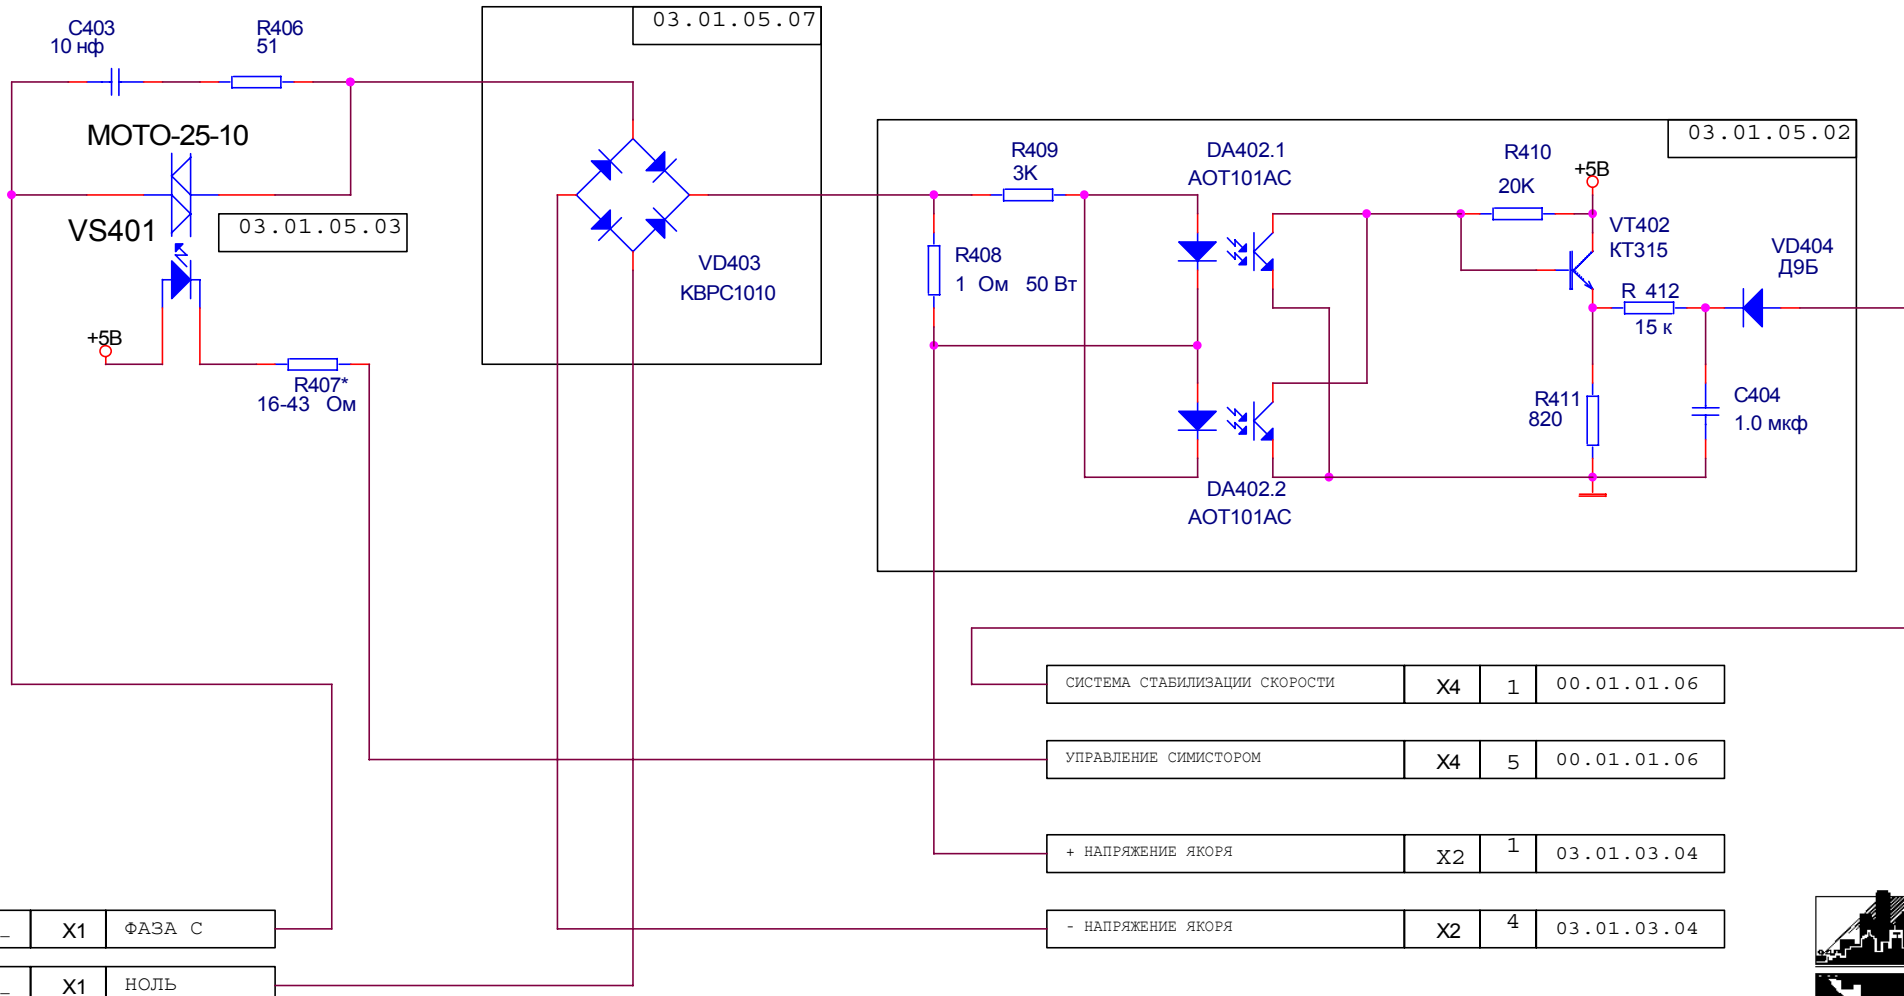 03.01.05.07
C403
10 нф
R406
51
МОТО-25-10
VS401
03.01.05.03
+5В
R407*
16-43 Ом
VD403
KBPC1010
03.01.05.02
R409
3K
DA402.1
АОТ101АС
R410
20K
+5В
VT402
КТ315
VD404
Д9Б
R408
1 Ом 50 Вт
R 412
15 к
R411
820
C404
1.0 мкф
DA402.2
АОТ101АС
СИСТЕМА СТАБИЛИЗАЦИИ СКОРОСТИ X4 1 00.01.01.06
УПРАВЛЕНИЕ СИМИСТОРОМ X4 5 00.01.01.06
+ НАПРЯЖЕНИЕ ЯКОРЯ X2 1 03.01.03.04
- НАПРЯЖЕНИЕ ЯКОРЯ X2 4 03.01.03.04
_ X1 ФАЗА С
_ X1 НОЛЬ